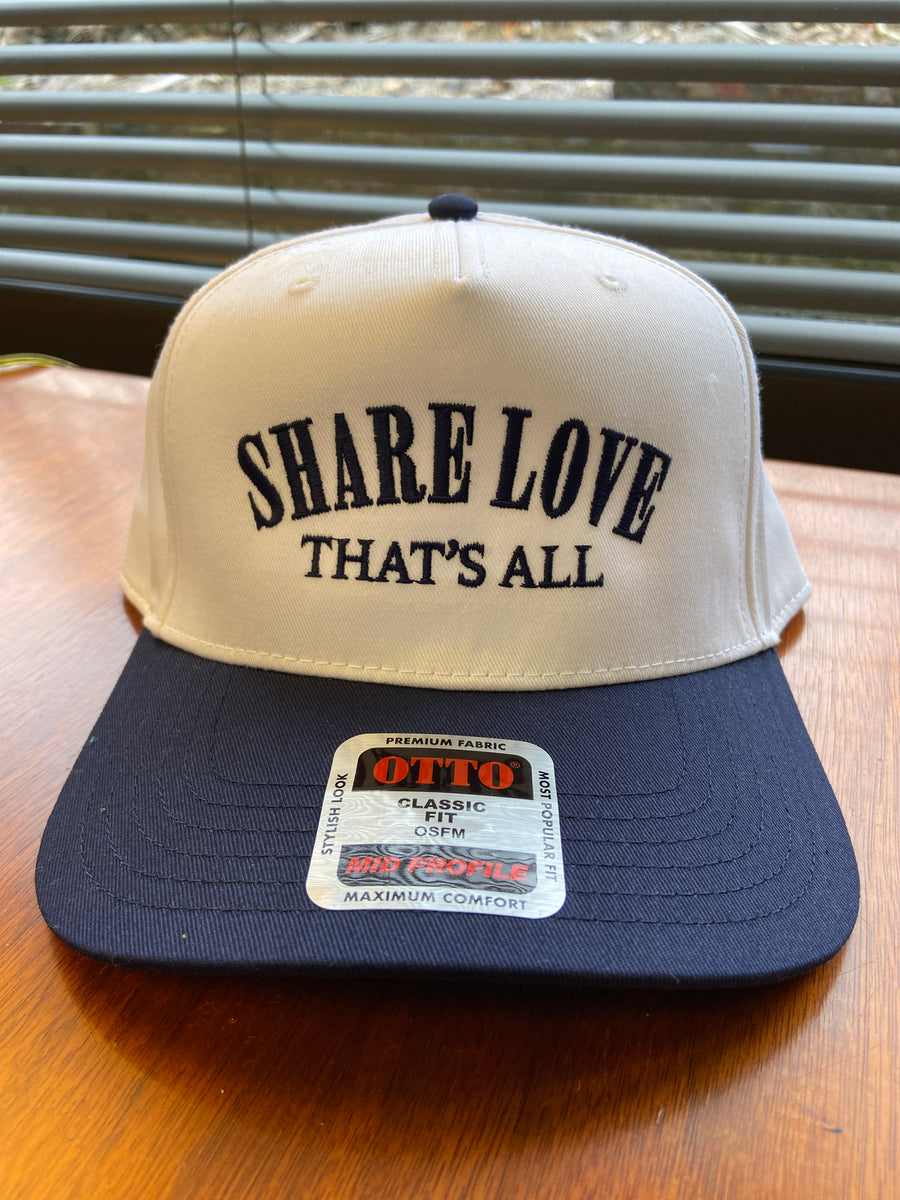 SHARE LOVE
THAT'S ALL
PREMIUM FABRIC
STYLISH LOOK
OTTO®
CLASSIC
FIT
OSFM
MID PROFILE
MOST POPULAR FIT
MAXIMUM COMFORT